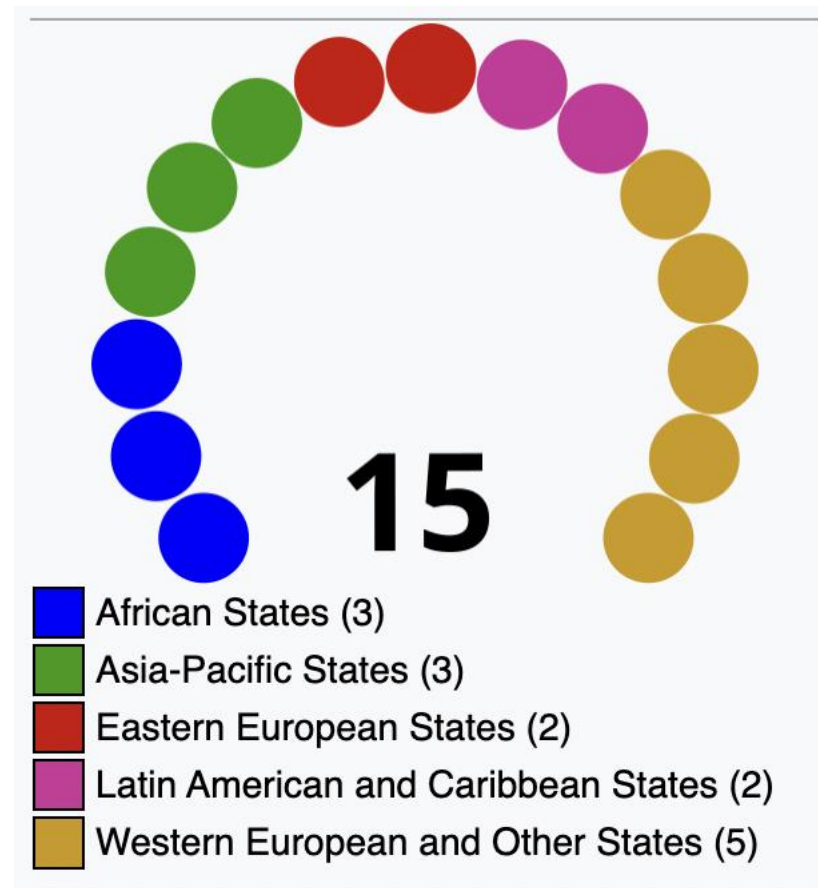 15
African States (3)
Asia-Pacific States (3)
Eastern European States (2)
Latin American and Caribbean States (2)
Western European and Other States (5)